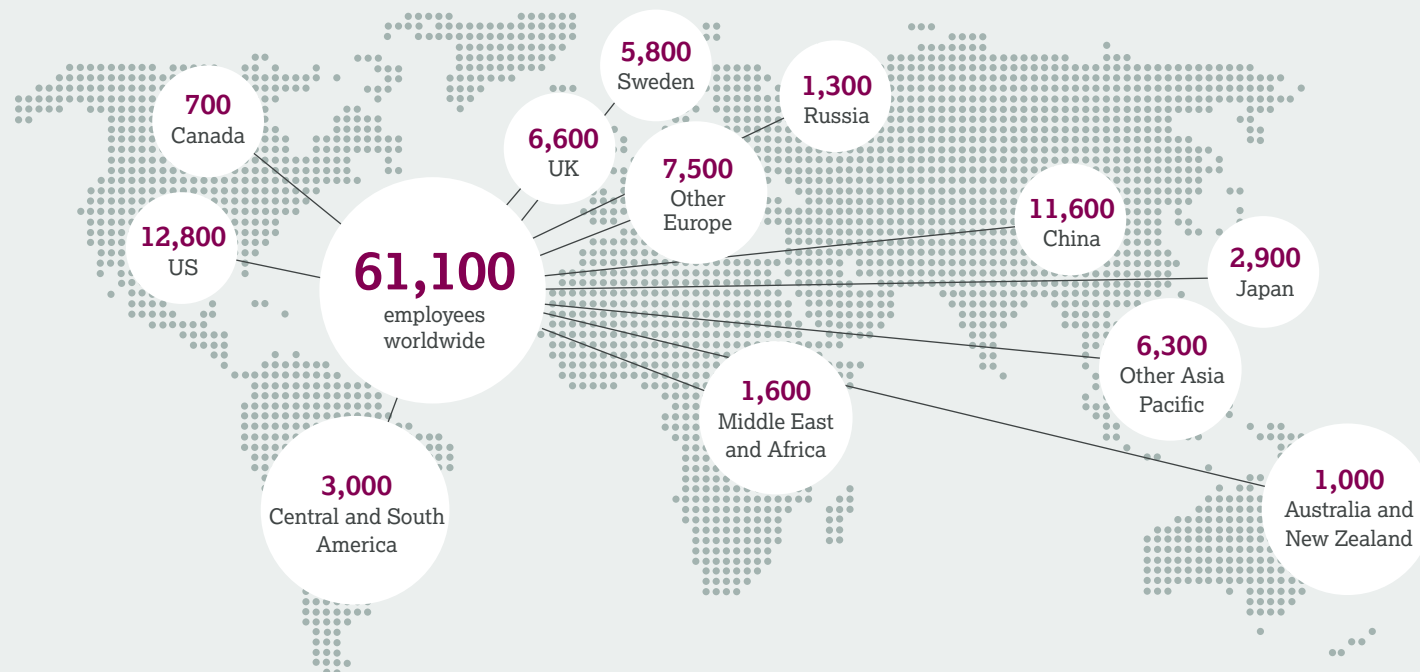 5,800
Sweden
1,300
Russia
700
Canada
6,600
UK
7,500
Other
Europe
11,600
China
12,800
US
61,100
employees
worldwide
2,900
Japan
6,300
Other Asia
Pacific
1,600
Middle East
and Africa
3,000
Central and South
America
1,000
Australia and
New Zealand